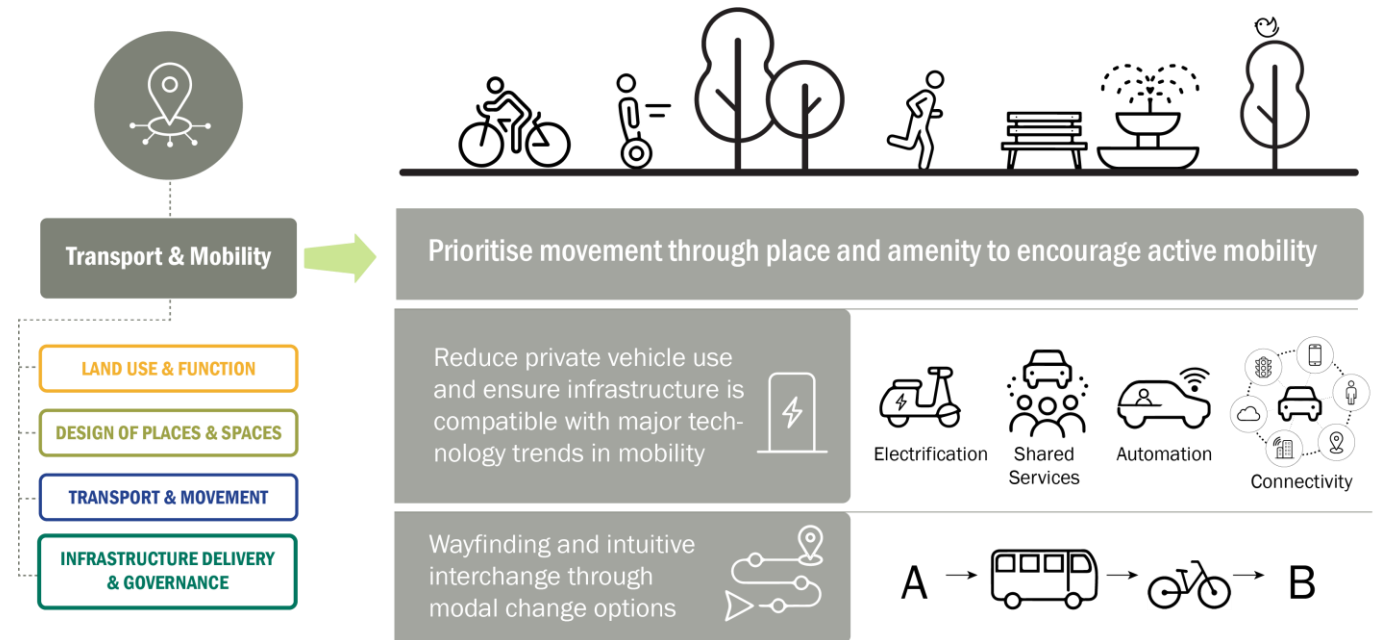 Transport & Mobility
Prioritise movement through place and amenity to encourage active mobility
LAND USE & FUNCTION
DESIGN OF PLACES & SPACES
TRANSPORT & MOVEMENT
INFRASTRUCTURE DELIVERY
& GOVERNANCE
Reduce private vehicle use
and ensure infrastructure is
compatible with major tech-
nology trends in mobility
Electrification
Shared
Services
Automation
Connectivity
Wayfinding and intuitive
interchange through
modal change options
A
B